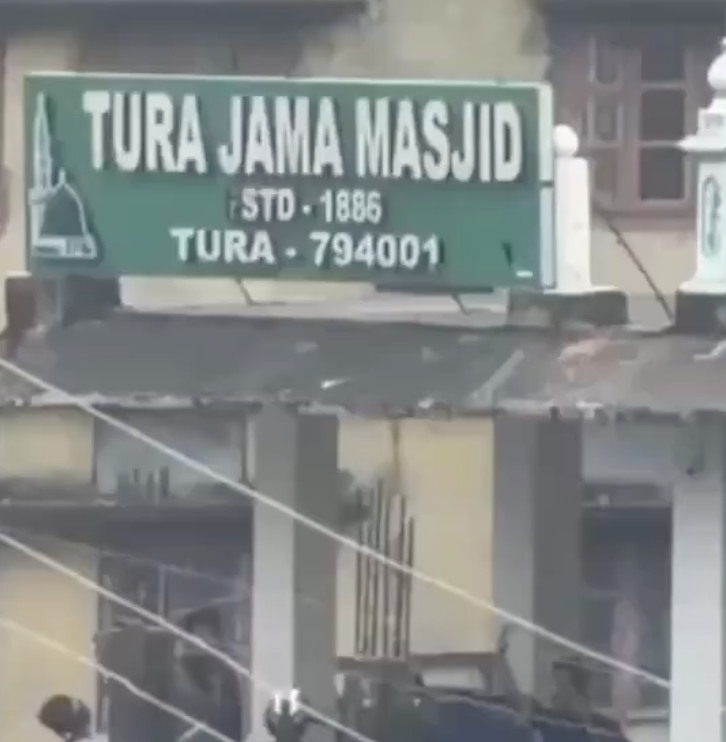 TURA JAMA MASJID
STD - 1886
TURA - 794001